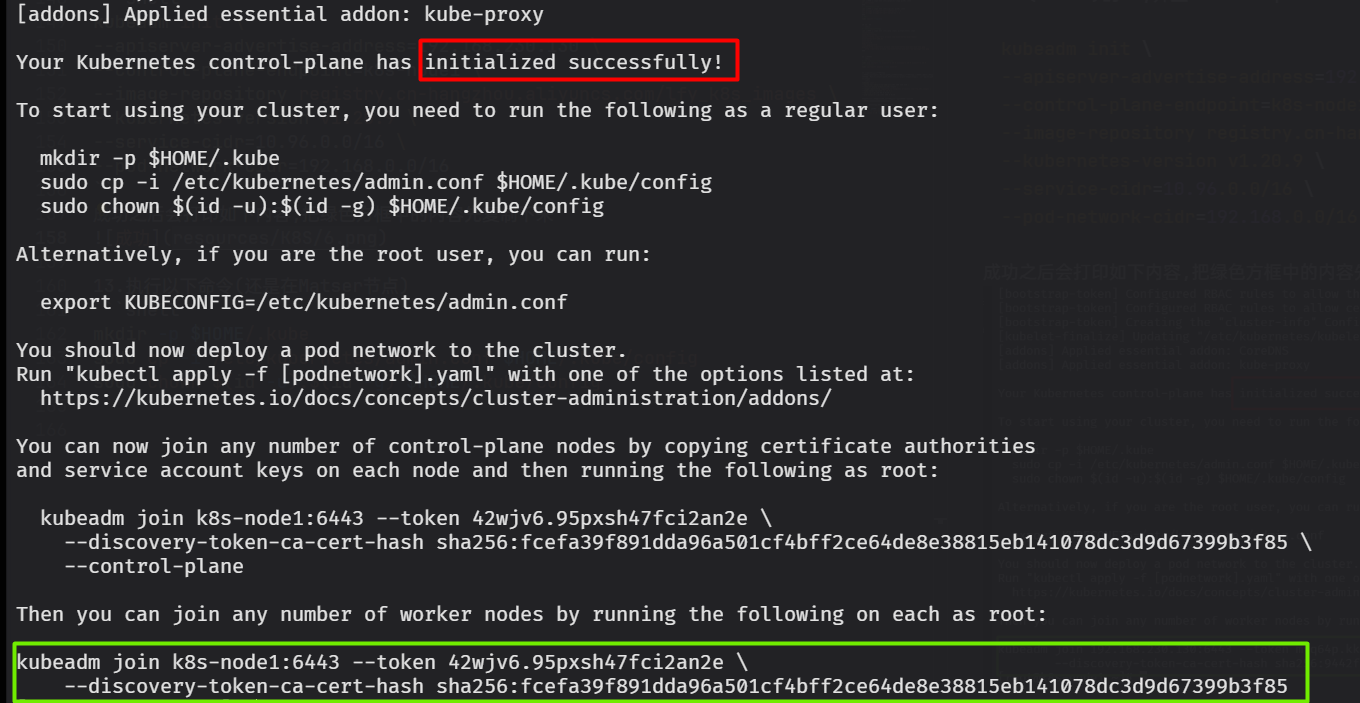 [addons] Applied essential addon: kube-proxy
Your Kubernetes control-plane has initialized successfully!
To start using your cluster, you need to run the following as a regular user:
mkdir -p $HOME/.kube
sudo cp -i /etc/kubernetes/admin.conf $HOME/.kube/config
sudo chown $(id -u):$(id -g) $HOME/.kube/config
Alternatively, if you are the root user, you can run:
export KUBECONFIG=/etc/kubernetes/admin.conf
You should now deploy a pod network to the cluster.
Run "kubectl apply -f [podnetwork].yaml" with one of the options listed at:
https://kubernetes.io/docs/concepts/cluster-administration/addons/
You can now join any number of control-plane nodes by copying certificate authorities
and service account keys on each node and then running the following as root:
kubeadm join k8s-node1:6443 --token 42wjv6.95pxsh47fci2an2e \
--discovery-token-ca-cert-hash sha256:fcefa39f891dda96a501cf4bff2ce64de8e38815eb141078dc3d9d67399b3f85 \
--control-plane
Then you can join any number of worker nodes by running the following on each as root:
kubeadm join k8s-node1:6443 --token 42wjv6.95pxsh47fci2an2e \
--discovery-token-ca-cert-hash sha256:fcefa39f891dda96a501cf4bff2ce64de8e38815eb141078dc3d9d67399b3f85